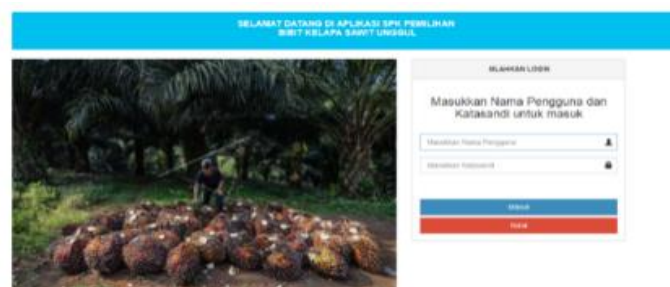 SELAMAT DATANG DI APLIKASI SPK PEMILIHAN
BIBIT KELAPA SAWIT UNGGUL
SILAHKAN LOGIN
Masukkan Nama Pengguna dan
Katasandi untuk masuk
Masukkan Nama Pengguna
Masukkan Katasandi